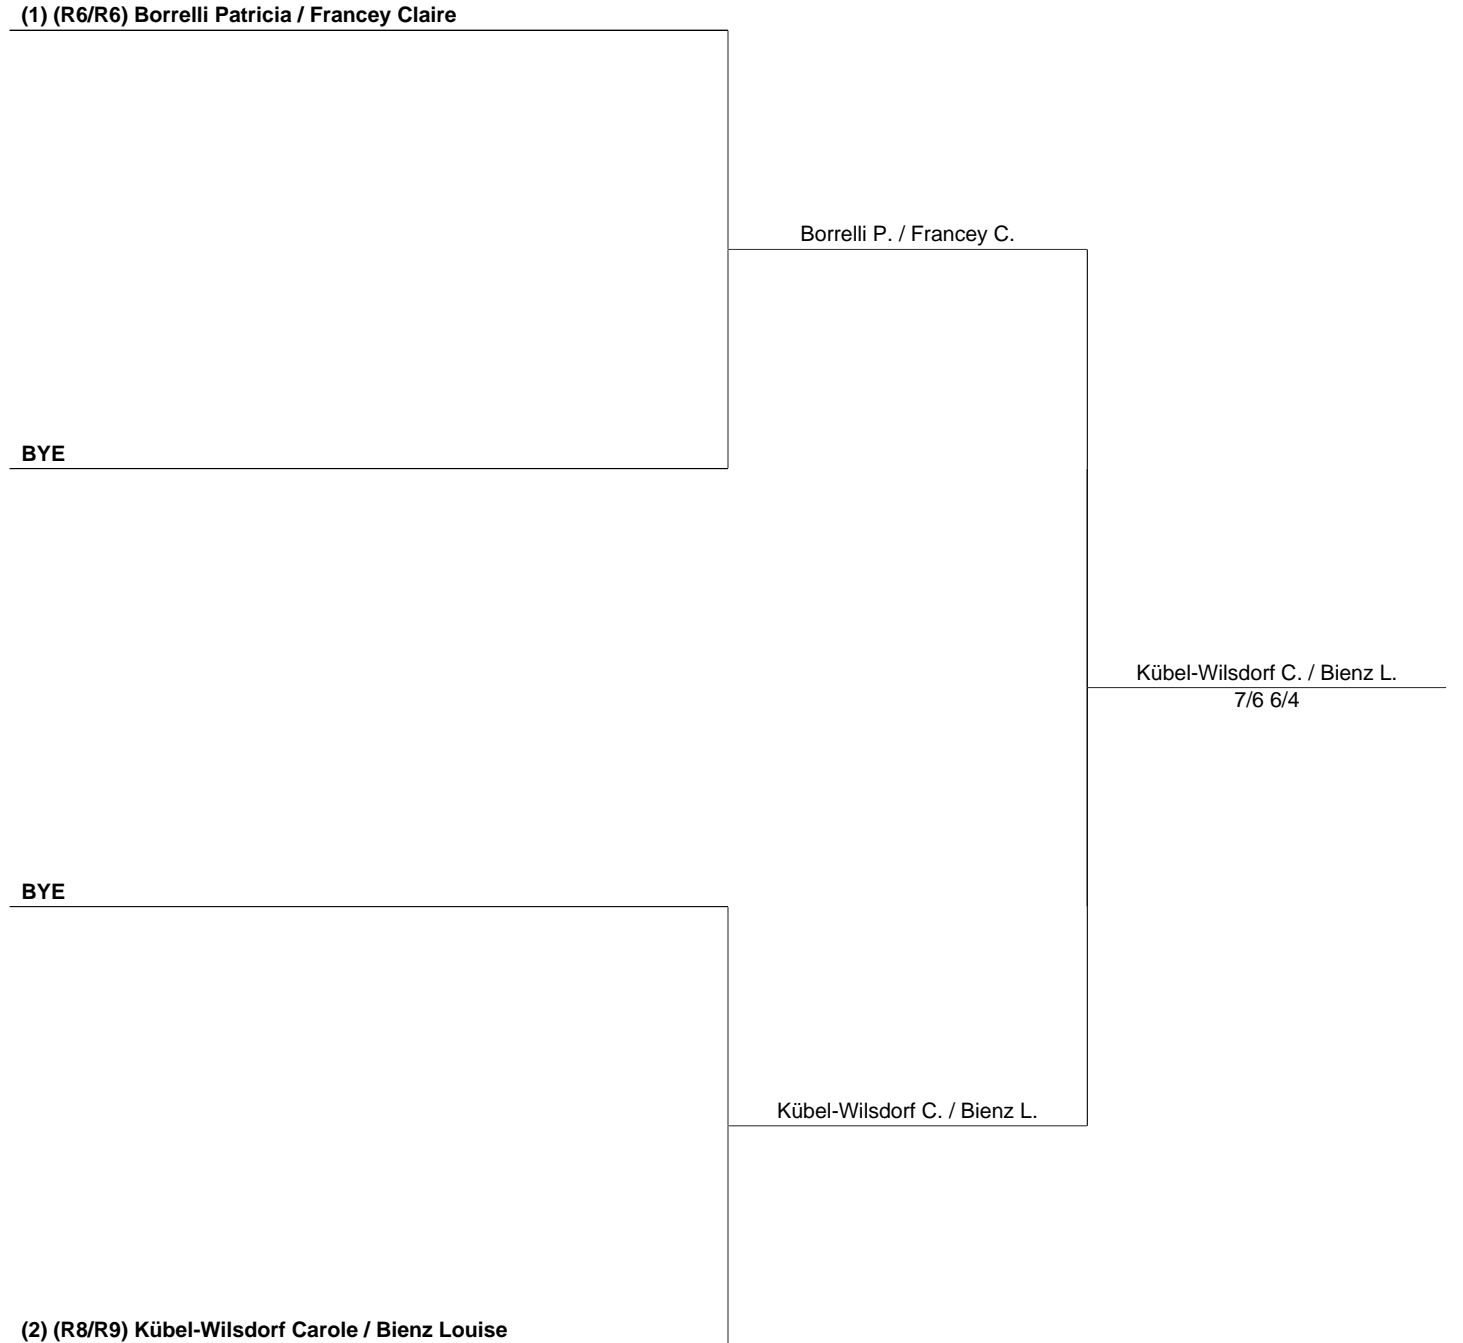 (1) (R6/R6) Borrelli Patricia / Francey Claire
Borrelli P. / Francey C.
BYE
Kübel-Wilsdorf C. / Bienz L.
7/6 6/4
BYE
Kübel-Wilsdorf C. / Bienz L.
(2) (R8/R9) Kübel-Wilsdorf Carole / Bienz Louise